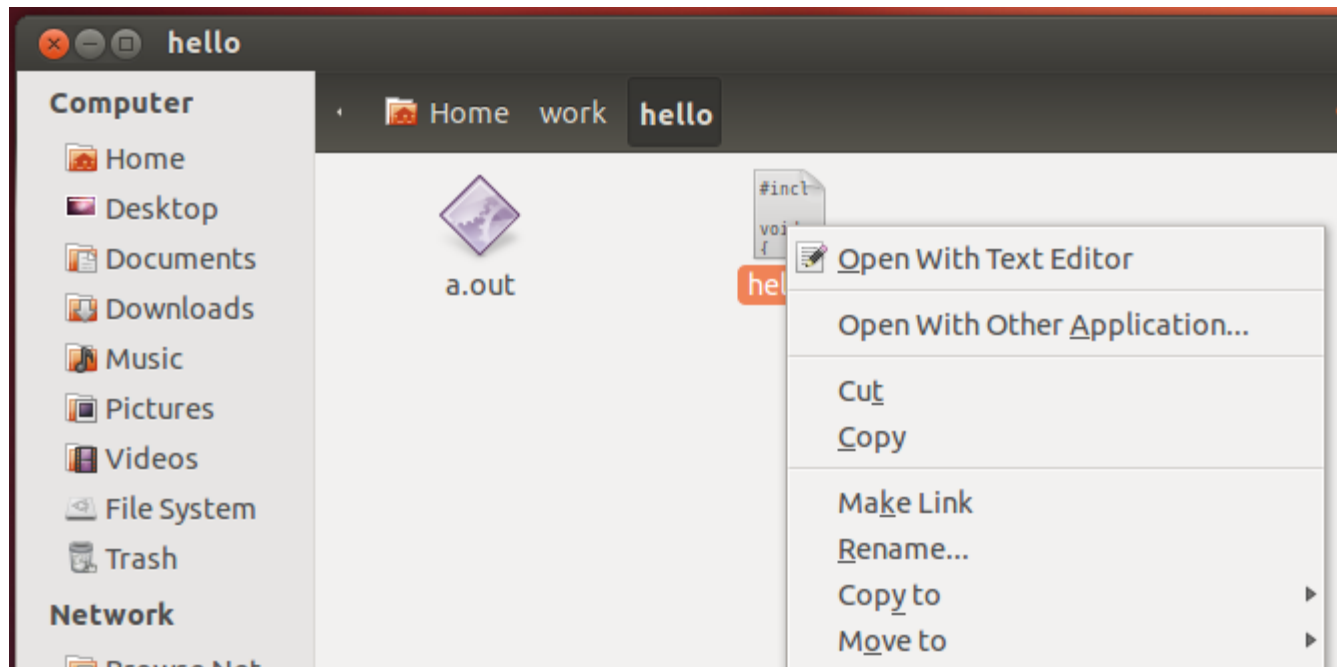 hello
Computer
Home
Desktop
Documents
Downloads
Music
Pictures
Videos
File System
Trash
Network
Home work hello
a.out
#incl
{
Open With Text Editor
Open With Other Application...
Cut
Copy
Make Link
Rename...
Copy to
Move to